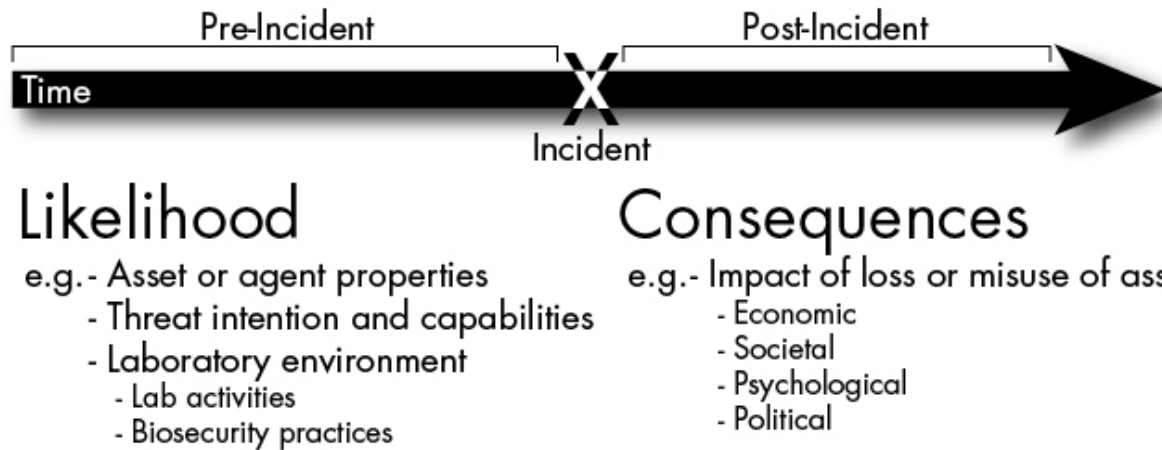 Pre-Incident
Post-Incident
Time
X
Incident
Likelihood
e.g. - Asset or agent properties
- Threat intention and capabilities
- Laboratory environment
- Lab activities
- Biosecurity practices
Consequences
e.g.- Impact of loss or misuse of
- Economic
- Societal
- Psychological
- Political